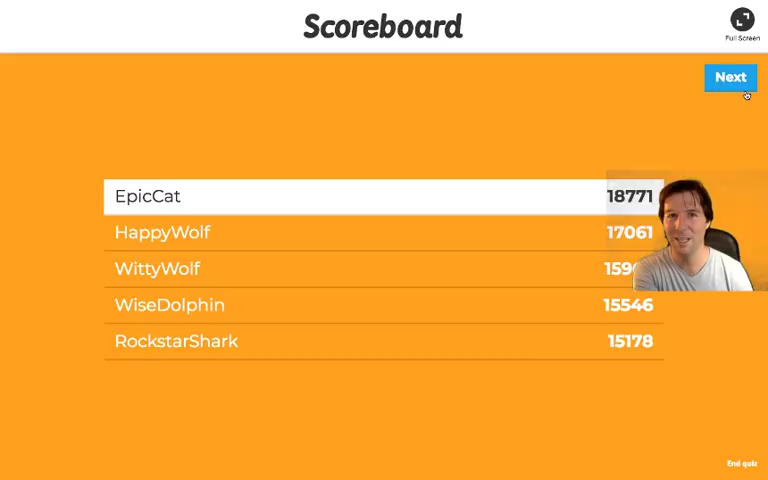 Scoreboard
Full Screen
Next
EpicCat 18771
HappyWolf 17061
WittyWolf
WiseDolphin 15546
RockstarShark 15178
End quiz